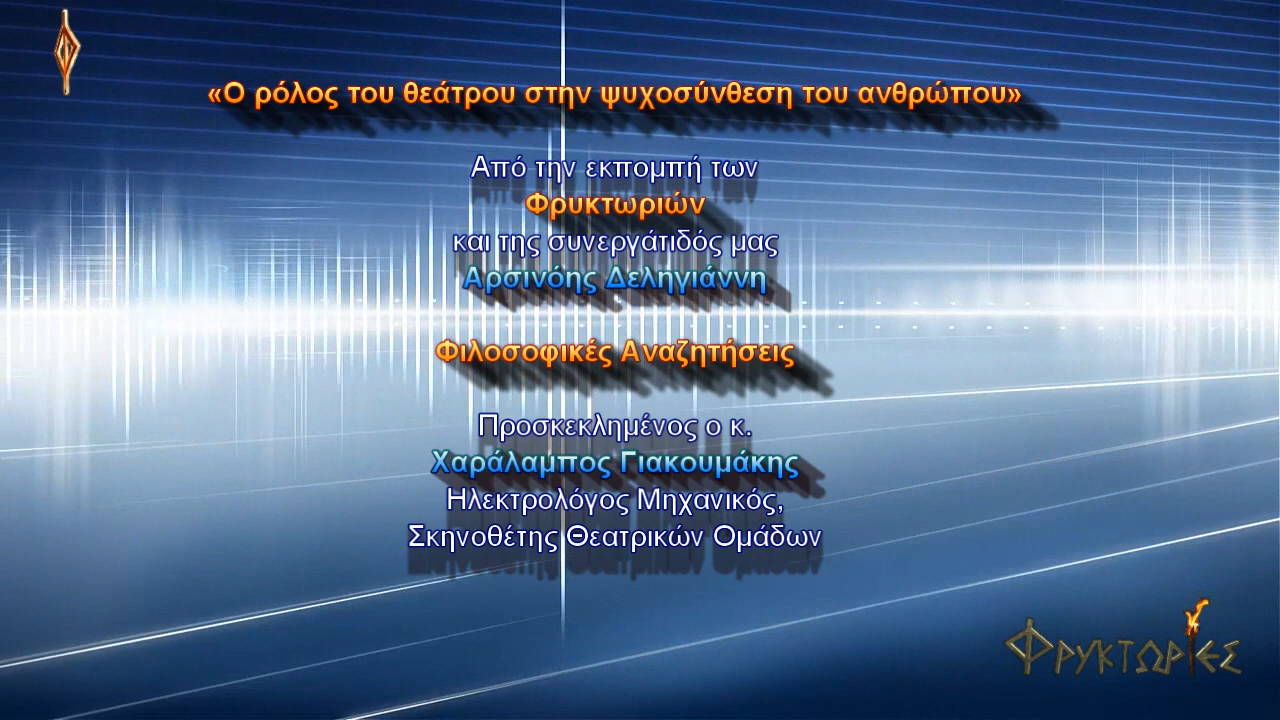 «Ο ρόλος του θεάτρου στην ψυχοσύνθεση του ανθρώπου»
Από την εκπομπή των
Φρυκτωριών
και της συνεργάτιδός μας
Αρσινόης Δεληγιάννη
Φιλοσοφικές Αναζητήσεις
Προσκεκλημένος ο κ.
Χαράλαμπος Γιακουμάκης
Ηλεκτρολόγος Μηχανικός,
Σκηνοθέτης Θεατρικών Ομάδων
ΦΡΥΚΤΩΡΙΕΣ